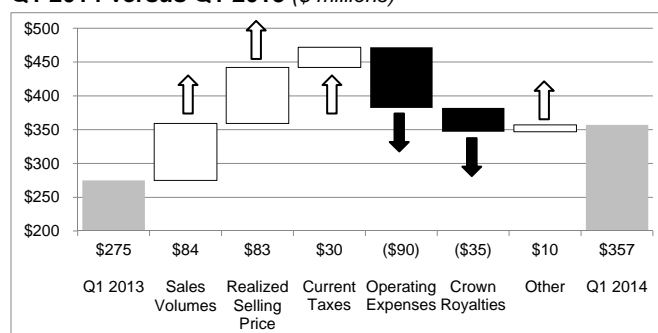 Q1 2014 versus Q1 2013 ($ millions)
$500
$450
$400
$350
$300
$250
$200
$275 $84 $83 $30 ($90) ($35) $10 $357
Q1 2013 Sales Realized Current Operating Crown Other Q1 2014
Volumes Selling Taxes Expenses Royalties
Price